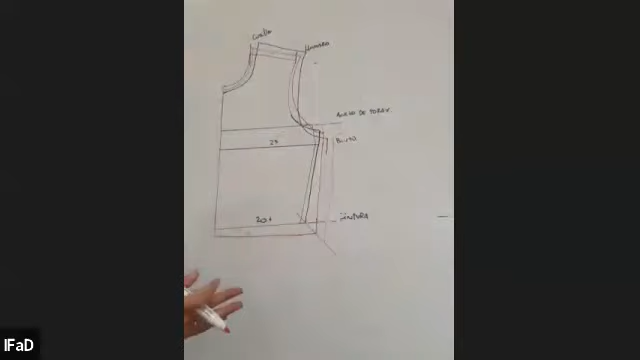 Cuello
Hombro
ANCHO DE TORAX
Busto
23
20+
CINTURA
IFaD